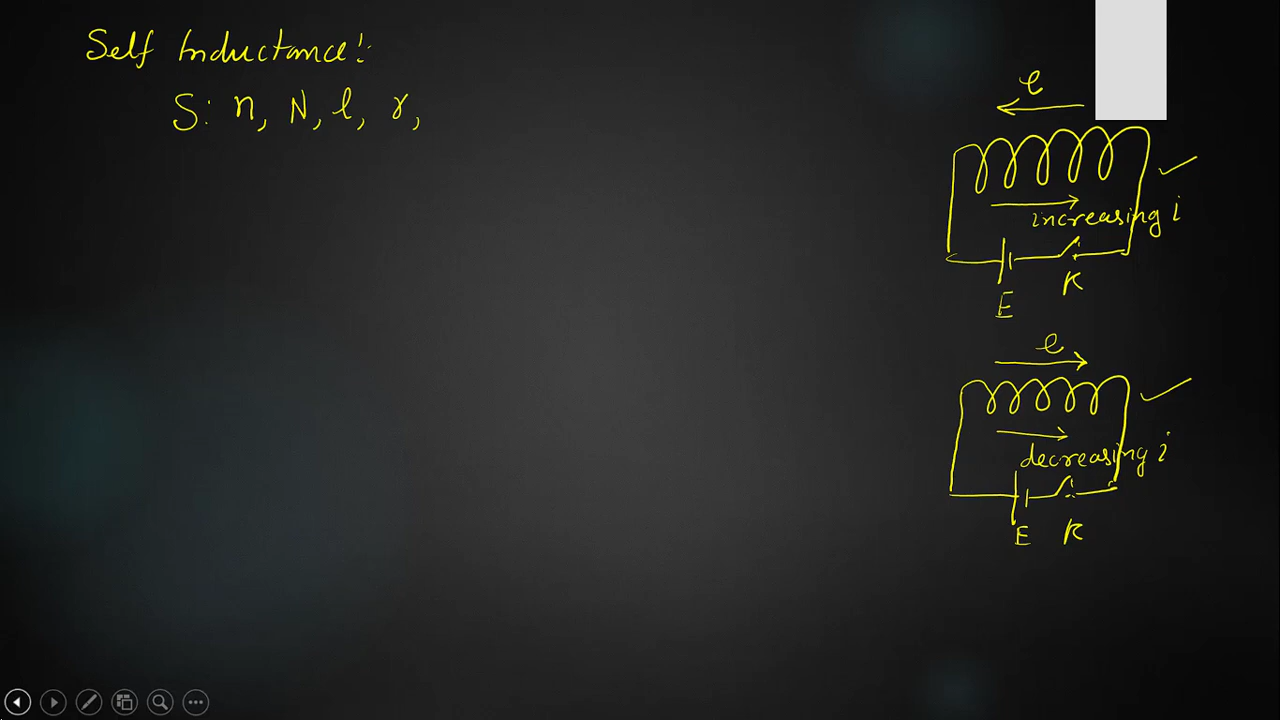 Self Inductance :
S: n, N, l, r,
e
increasing i
E K
e
decreasing i
E K